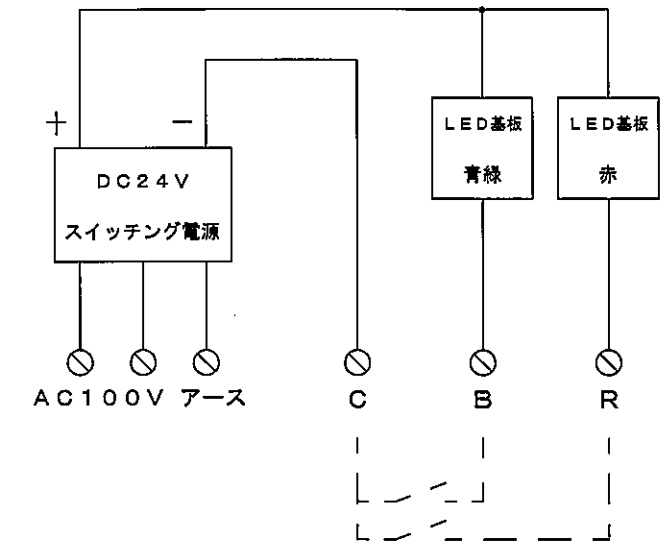 ＋ －
LED基板 LED基板
DC24V
青緑 赤
スイッチング電源
AC100V アース C B R